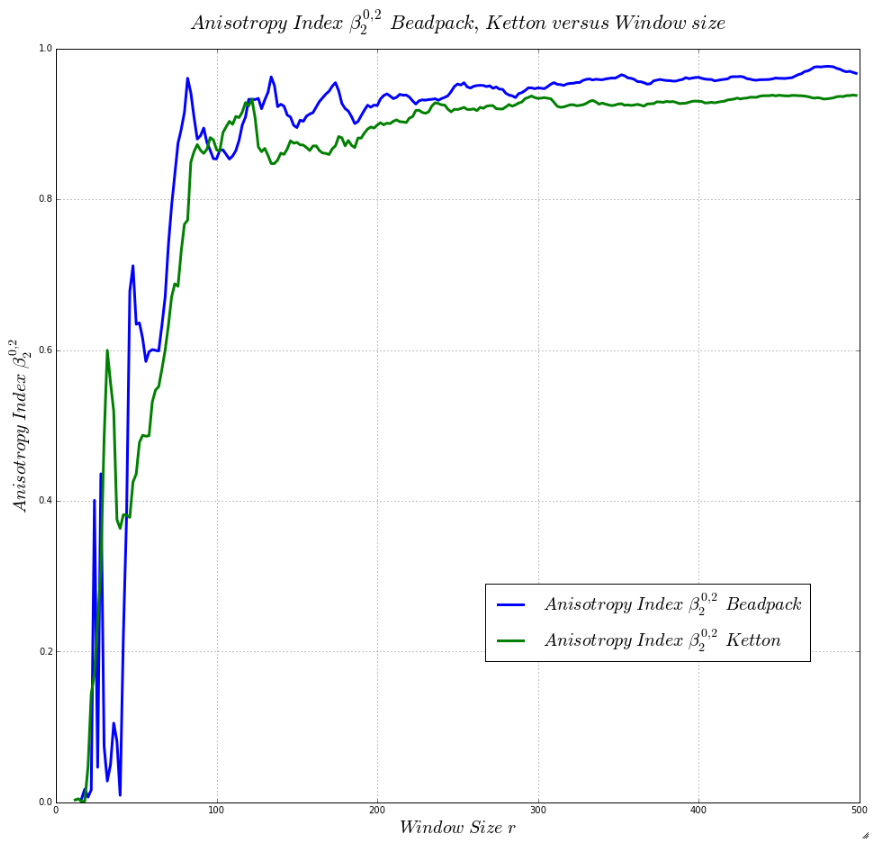 Anisotropy Index β₂^{0,2} Beadpack, Ketton versus Window size
1.0
0.8
0.6
0.4
0.2
0.0
Anisotropy Index β₂^{0,2}
Anisotropy Index β₂^{0,2} Beadpack
Anisotropy Index β₂^{0,2} Ketton
0 100 200 300 400 500
Window Size r